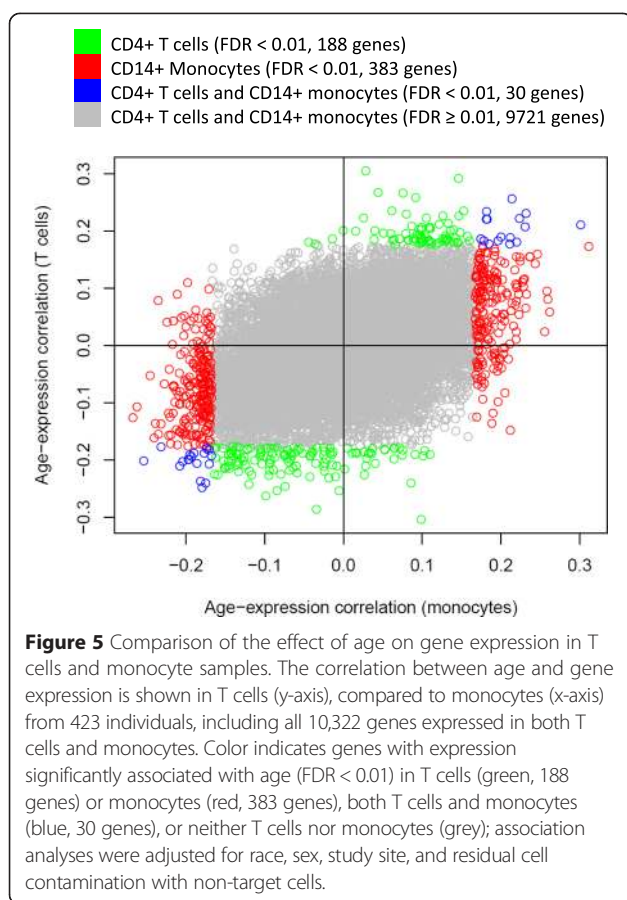 CD4+ T cells (FDR < 0.01, 188 genes)
CD14+ Monocytes (FDR < 0.01, 383 genes)
CD4+ T cells and CD14+ monocytes (FDR < 0.01, 30 genes)
CD4+ T cells and CD14+ monocytes (FDR ≥ 0.01, 9721 genes)
Age−expression correlation (T cells)
0.3
0.2
0.1
0.0
−0.1
−0.2
−0.3
−0.2
−0.1
0.0
0.1
0.2
0.3
Age−expression correlation (monocytes)
Figure 5 Comparison of the effect of age on gene expression in T
cells and monocyte samples. The correlation between age and gene
expression is shown in T cells (y-axis), compared to monocytes (x-axis)
from 423 individuals, including all 10,322 genes expressed in both T
cells and monocytes. Color indicates genes with expression
significantly associated with age (FDR < 0.01) in T cells (green, 188
genes) or monocytes (red, 383 genes), both T cells and monocytes
(blue, 30 genes), or neither T cells nor monocytes (grey); association
analyses were adjusted for race, sex, study site, and residual cell
contamination with non-target cells.